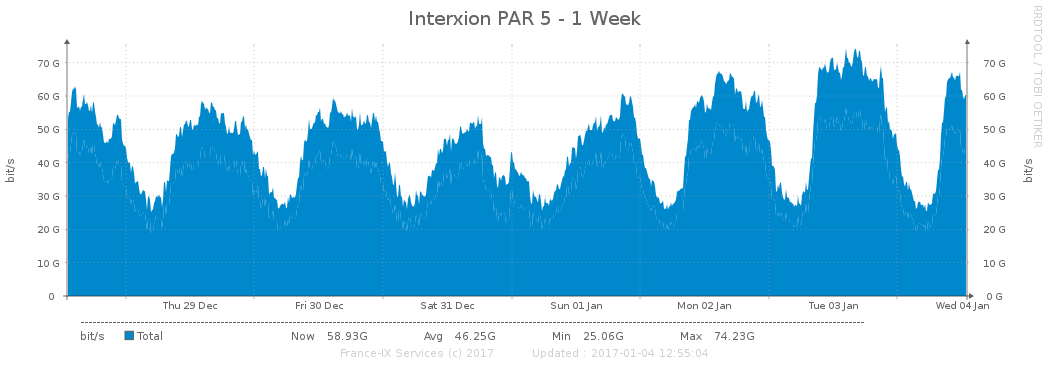 Interxion PAR 5 - 1 Week
RRDTOOL / TOBI OETIKER
bit/s
bit/s
70 G
70 G
60 G
60 G
50 G
50 G
40 G
40 G
30 G
30 G
20 G
20 G
10 G
10 G
0
0 G
Thu 29 Dec Fri 30 Dec Sat 31 Dec Sun 01 Jan Mon 02 Jan Tue 03 Jan Wed 04 Jan
bit/s Total Now 58.93G Avg 46.25G Min 25.06G Max 74.23G
France-IX Services (c) 2017 Updated : 2017-01-04 12:55:04